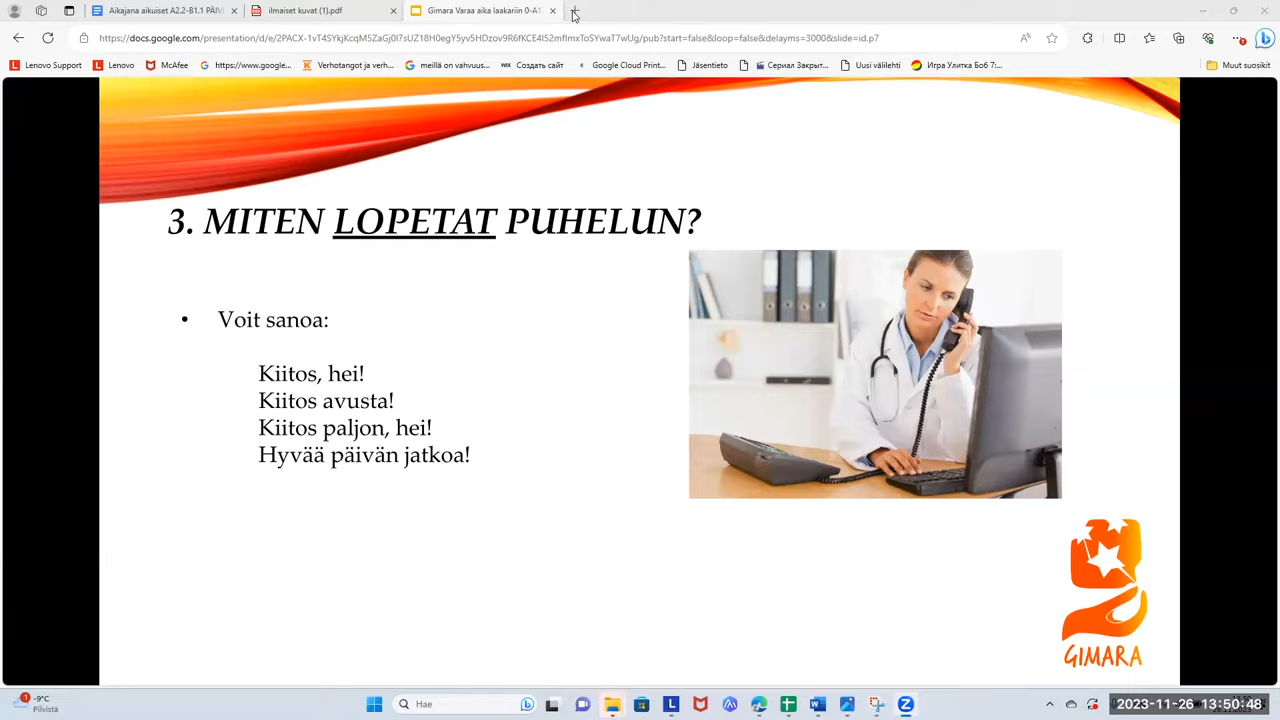 Aikajana aikuiset A2.2-B1.1 PÄIV
ilmaiset kuvat (1).pdf
Gimara Varaa aika laakariin 0-A1
https://docs.google.com/presentation/d/e/2PACX-1vT4SYkjKcqM5ZaGj0I7sUZ18H0egY5yv5HDzov9R6fKCE4I52mfImxToSYwaT7wUg/pub?start=false&loop=false&delayms=3000&slide=id.p7
Lenovo Support
Lenovo
McAfee
https://www.google...
Verhotangot ja verh...
meillä on vahvuus...
Создать сайт
Google Cloud Print...
Jäsentieto
Сериал Закрыт...
Uusi välilehti
Игра Улитка Боб 7:...
Muut suosikit
3. MITEN LOPETAT PUHELUN?
• Voit sanoa:
Kiitos, hei!
Kiitos avusta!
Kiitos paljon, hei!
Hyvää päivän jatkoa!
GIMARA
1
-9°C
Pilvistä
Hae
2023-11-26 13:50:48